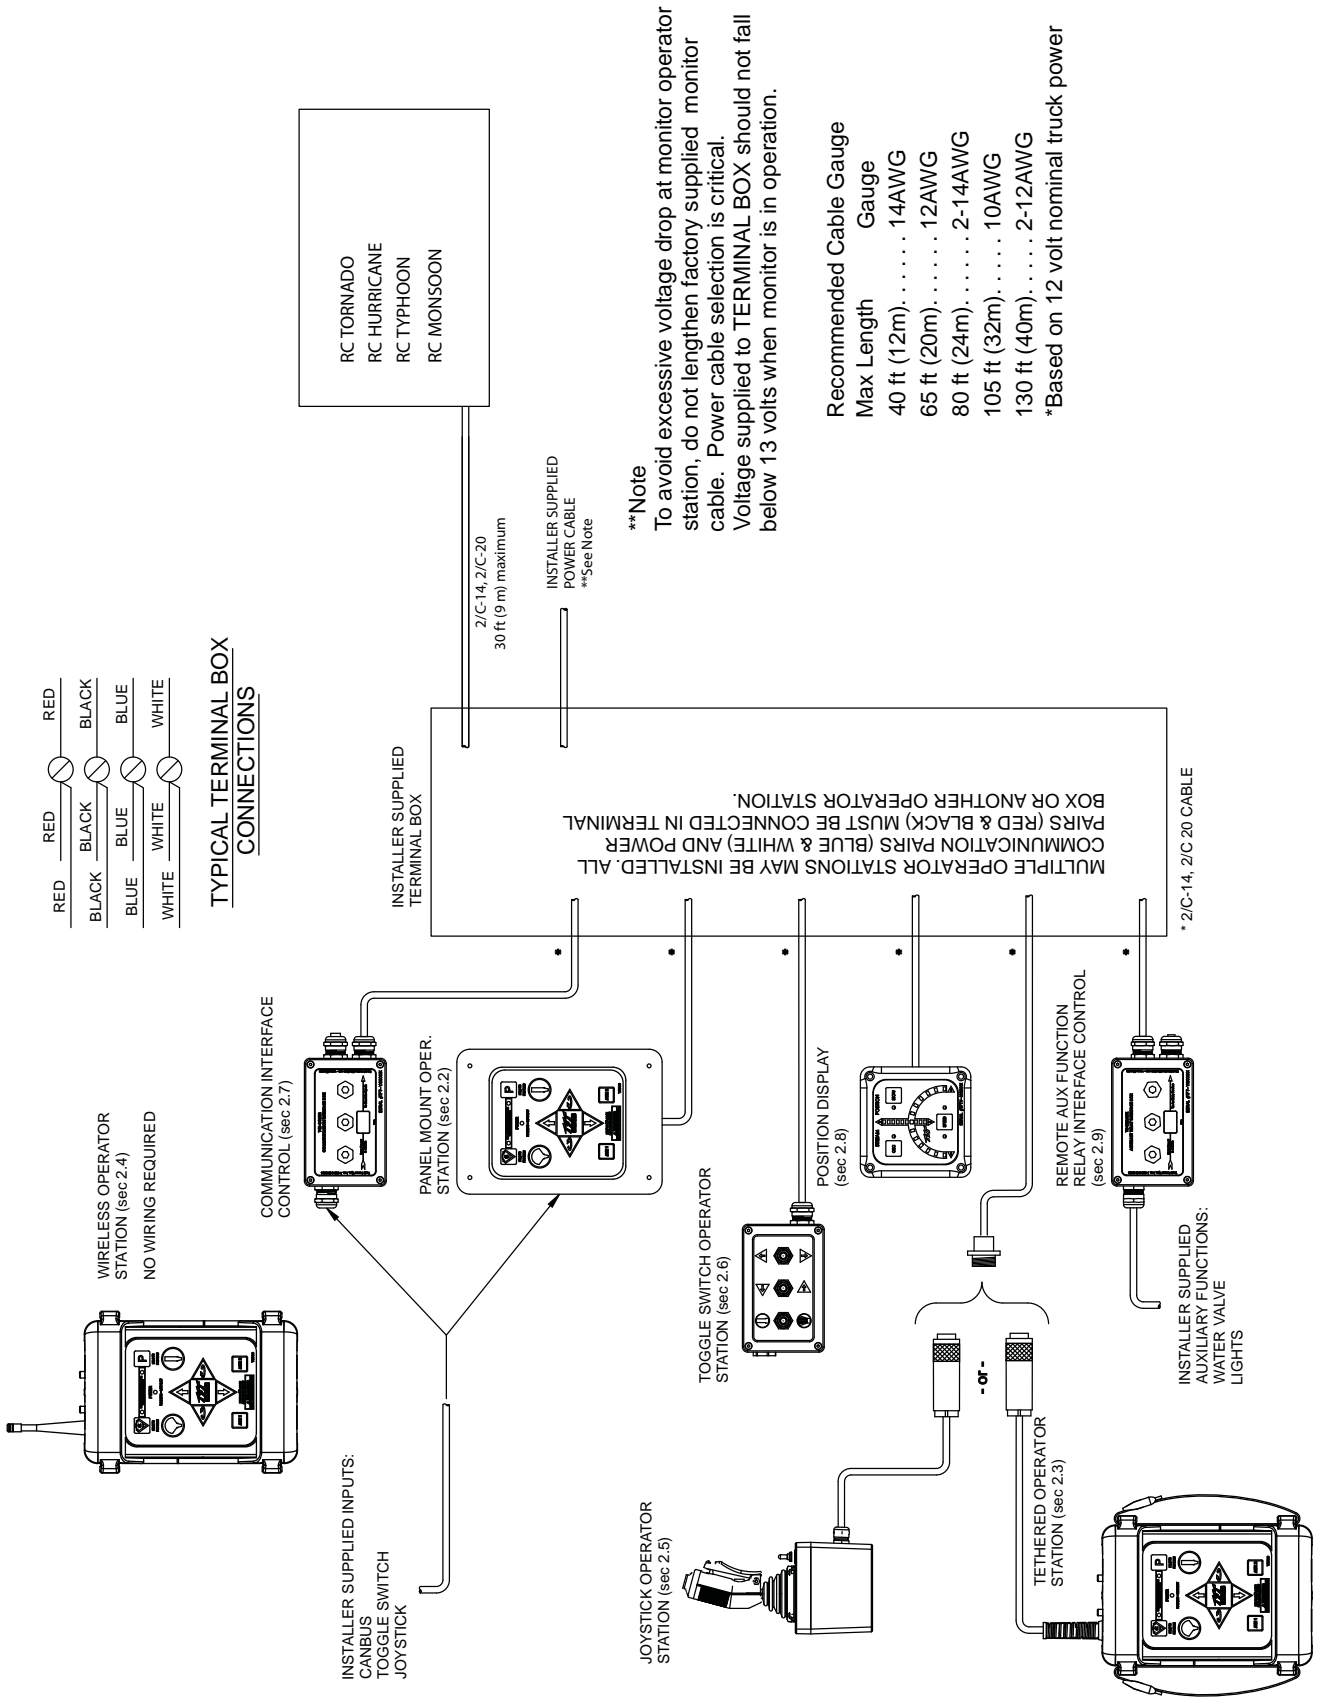 WIRELESS OPERATOR
STATION (sec 2.4)
NO WIRING REQUIRED
RED
RED
RED
BLACK
BLACK
BLACK
BLUE
BLUE
BLUE
WHITE
WHITE
WHITE
TYPICAL TERMINAL BOX
CONNECTIONS
RC TORNADO
RC HURRICANE
RC TYPHOON
RC MONSOON
INSTALLER SUPPLIED INPUTS:
CANBUS
TOGGLE SWITCH
JOYSTICK
COMMUNICATION INTERFACE
CONTROL (sec 2.7)
PANEL MOUNT OPER.
STATION (sec 2.2)
P
P
P
INSTALLER SUPPLIED
TERMINAL BOX
2/C-14, 2/C-20
30 ft (9 m) maximum
INSTALLER SUPPLIED
POWER CABLE
**See Note
MULTIPLE OPERATOR STATIONS MAY BE INSTALLED. ALL
COMMUNICATION PAIRS (BLUE & WHITE) AND POWER
PAIRS (RED & BLACK) MUST BE CONNECTED IN TERMINAL
BOX OR ANOTHER OPERATOR STATION.
*
*
*
*
*
*
* 2/C-14, 2/C 20 CABLE
JOYSTICK OPERATOR
STATION (sec 2.5)
TOGGLE SWITCH OPERATOR
STATION (sec 2.6)
POSITION DISPLAY
(sec 2.8)
- or -
TETHERED OPERATOR
STATION (sec 2.3)
REMOTE AUX FUNCTION
RELAY INTERFACE CONTROL
(sec 2.9)
INSTALLER SUPPLIED
AUXILIARY FUNCTIONS:
WATER VALVE
LIGHTS
**Note
To avoid excessive voltage drop at monitor operator
station, do not lengthen factory supplied monitor
cable. Power cable selection is critical.
Voltage supplied to TERMINAL BOX should not fall
below 13 volts when monitor is in operation.
Recommended Cable Gauge
Max Length Gauge
40 ft (12m). . . . . . 14AWG
65 ft (20m). . . . . . 12AWG
80 ft (24m). . . . . . 2-14AWG
105 ft (32m). . . . . 10AWG
130 ft (40m). . . . . 2-12AWG
*Based on 12 volt nominal truck power